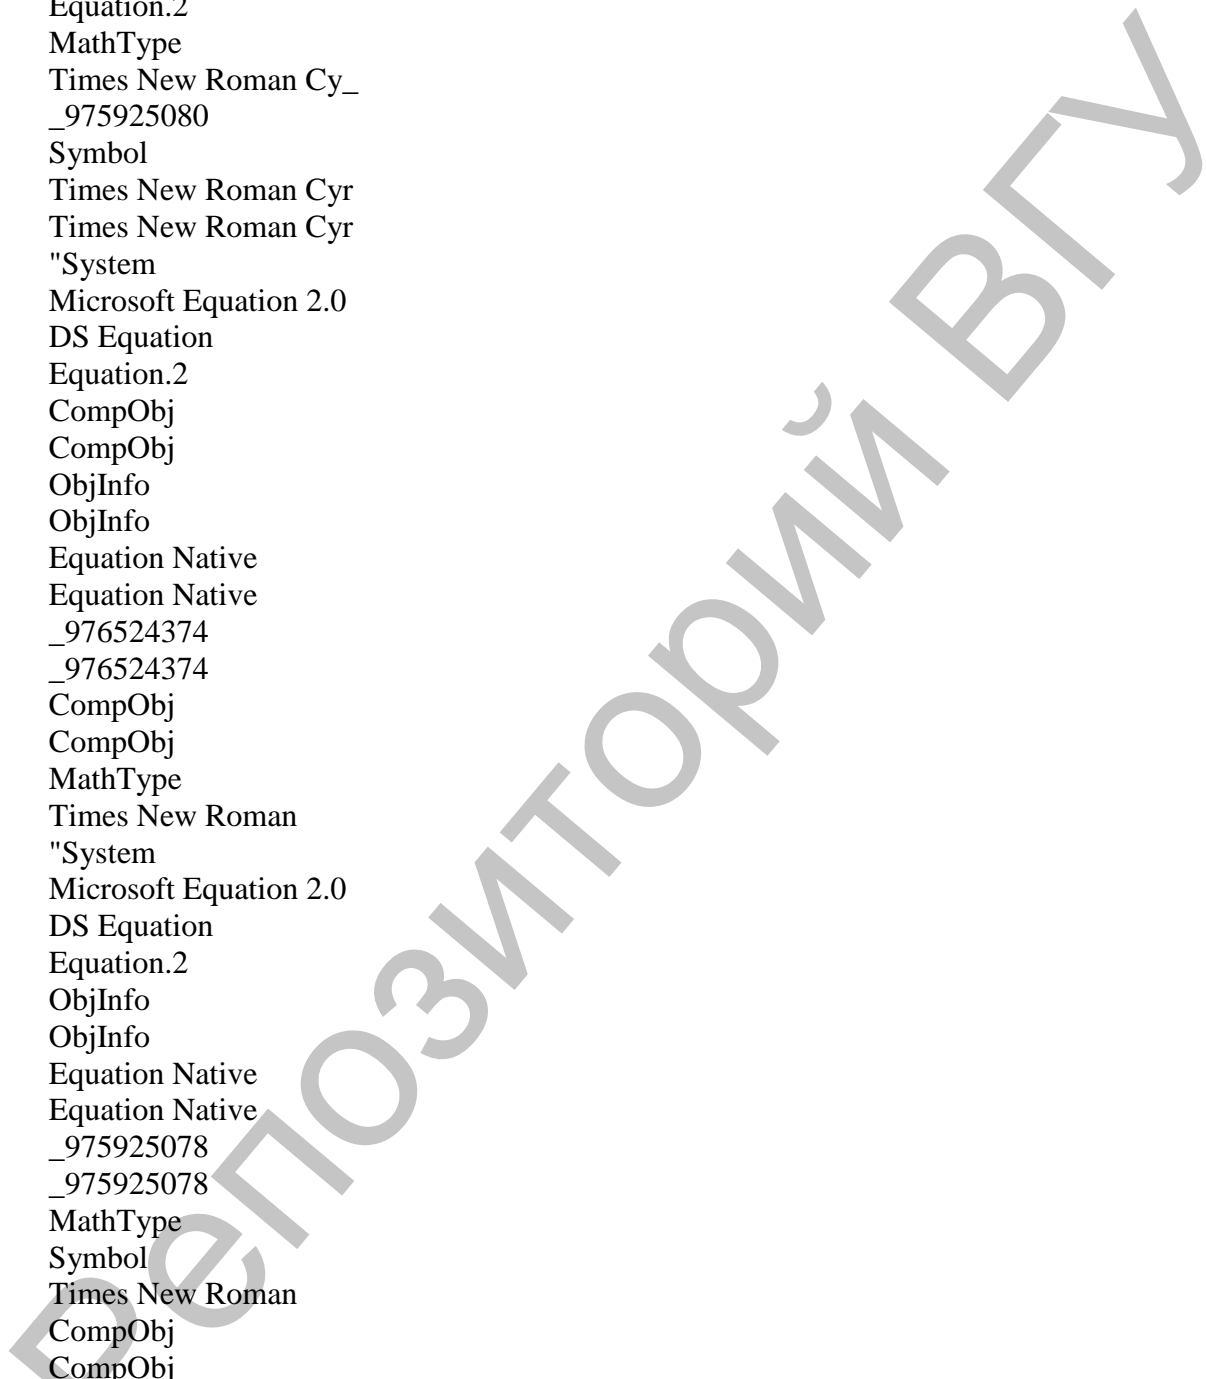 Equation.2
MathType
Times New Roman Cy_
_975925080
Symbol
Times New Roman Cyr
Times New Roman Cyr
"System
Microsoft Equation 2.0
DS Equation
Equation.2
CompObj
CompObj
ObjInfo
ObjInfo
Equation Native
Equation Native
_976524374
_976524374
CompObj
CompObj
MathType
Times New Roman
"System
Microsoft Equation 2.0
DS Equation
Equation.2
ObjInfo
ObjInfo
Equation Native
Equation Native
_975925078
_975925078
MathType
Symbol
Times New Roman
CompObj
CompObj
Репозиторий ВГУ